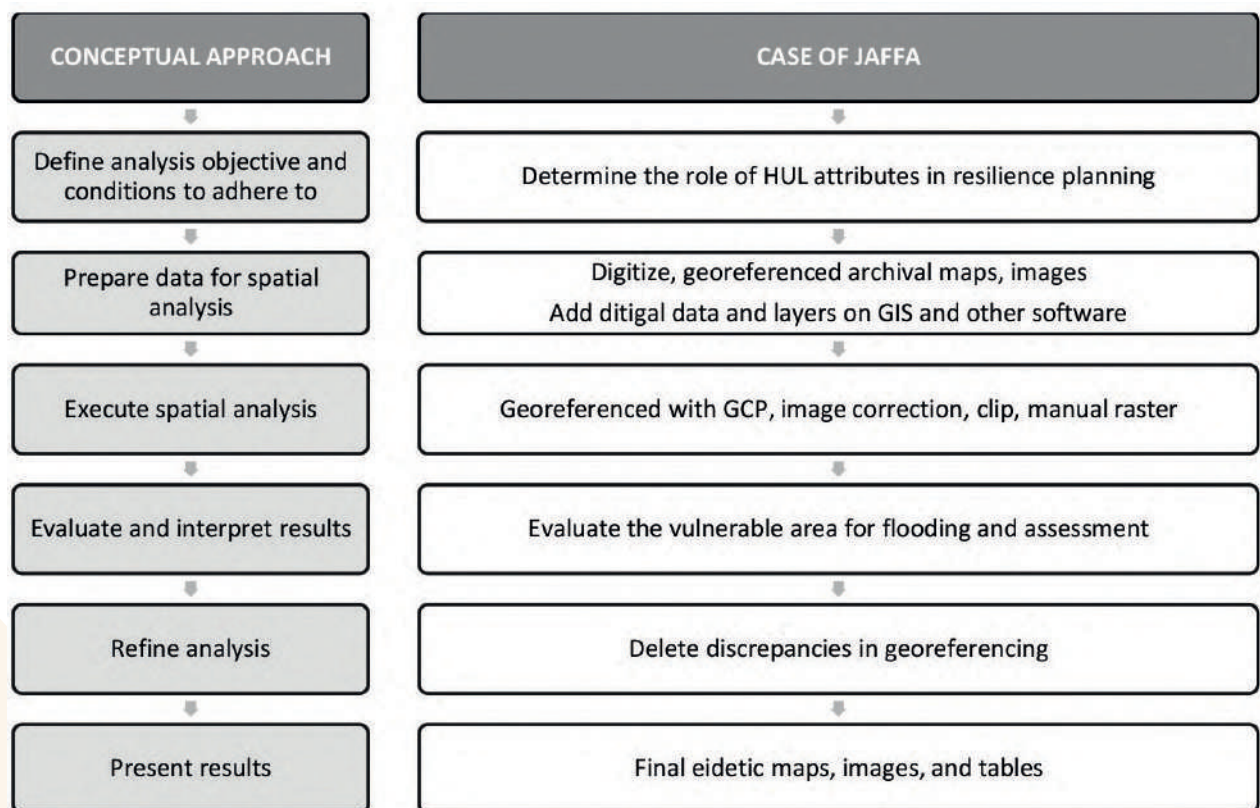 CONCEPTUAL APPROACH
CASE OF JAFFA
Define analysis objective and
conditions to adhere to
Determine the role of HUL attributes in resilience planning
Prepare data for spatial
analysis
Digitize, georeferenced archival maps, images
Add ditigal data and layers on GIS and other software
Execute spatial analysis
Georeferenced with GCP, image correction, clip, manual raster
Evaluate and interpret results
Evaluate the vulnerable area for flooding and assessment
Refine analysis
Delete discrepancies in georeferencing
Present results
Final eidetic maps, images, and tables